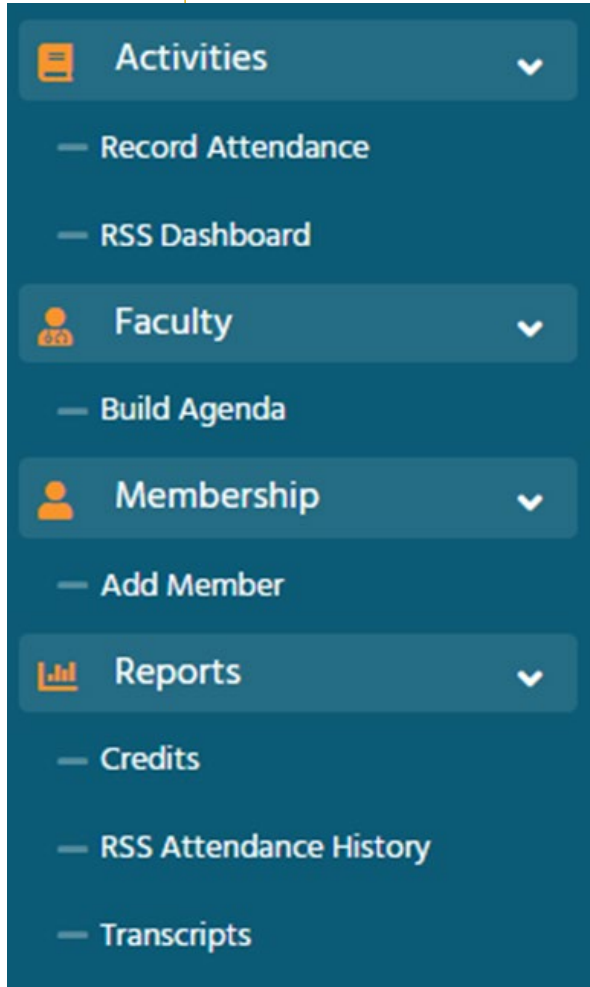 Activities
Record Attendance
RSS Dashboard
Faculty
Build Agenda
Membership
Add Member
Reports
Credits
RSS Attendance History
Transcripts